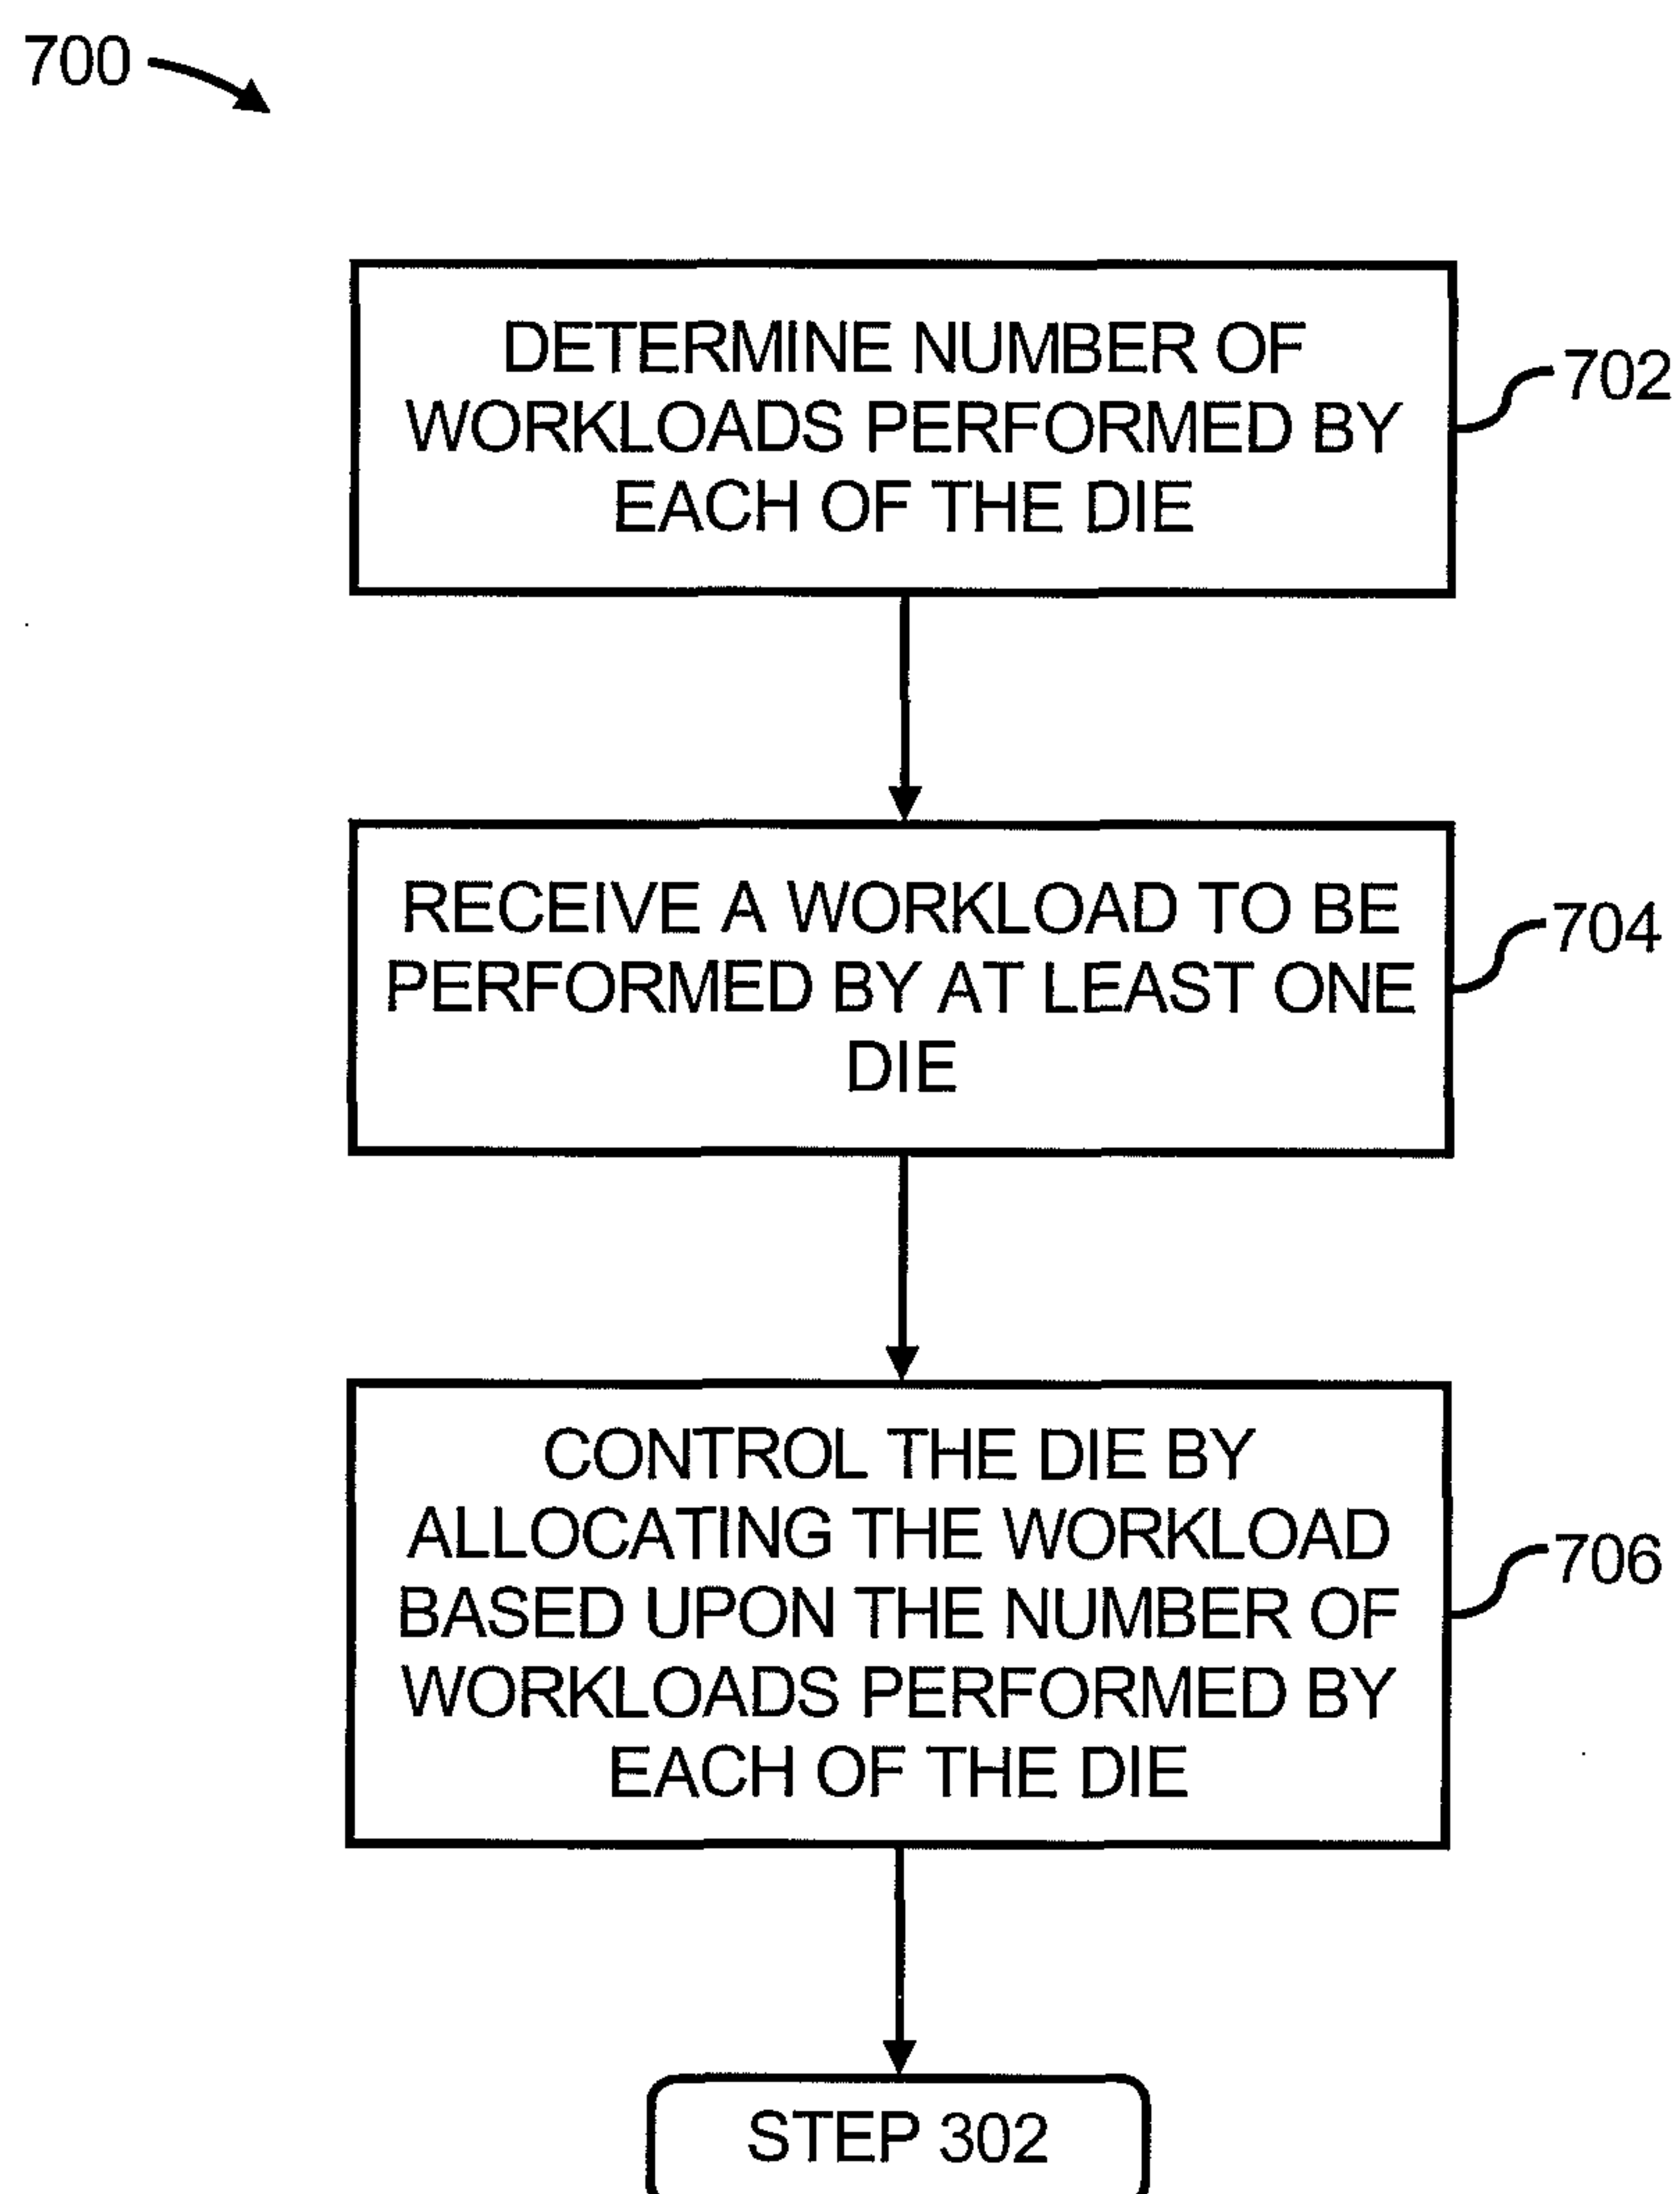 700
DETERMINE NUMBER OF
WORKLOADS PERFORMED BY
EACH OF THE DIE
702
RECEIVE A WORKLOAD TO BE
PERFORMED BY AT LEAST ONE
DIE
704
CONTROL THE DIE BY
ALLOCATING THE WORKLOAD
BASED UPON THE NUMBER OF
WORKLOADS PERFORMED BY
EACH OF THE DIE
706
STEP 302